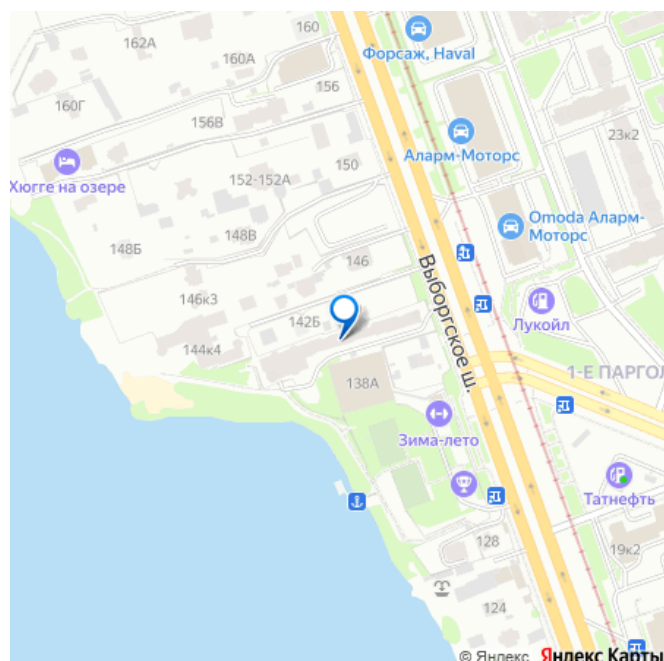 160
162А
Форсаж, Haval
160А
156
160Г
156В
23к2
Аларм-Моторс
150
Хюгге на озере
152-152А
Omoda Аларм-
Моторс
148В
148Б
146
Выборгское ш.
146к3
142Б
Лукойл
144к4
1-Е ПАРГОЛ
138А
Зима-лето
Татнефть
128
19к2
124
© Яндекс Яндекс Карты